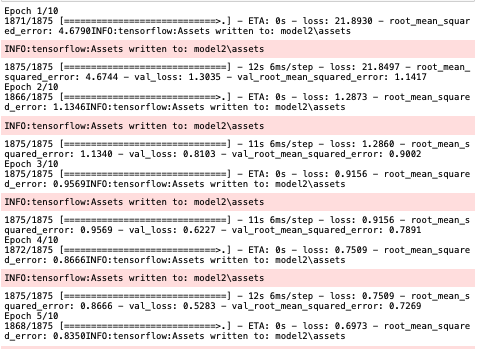 Epoch 1/10
1871/1875 [============================>.] - ETA: 0s - loss: 21.8930 - root_mean_squar
ed_error: 4.6790INFO:tensorflow:Assets written to: model2\assets
INFO:tensorflow:Assets written to: model2\assets
1875/1875 [==============================] - 12s 6ms/step - loss: 21.8497 - root_mean_
squared_error: 4.6744 - val_loss: 1.3035 - val_root_mean_squared_error: 1.1417
Epoch 2/10
1866/1875 [============================>.] - ETA: 0s - loss: 1.2873 - root_mean_square
d_error: 1.1346INFO:tensorflow:Assets written to: model2\assets
INFO:tensorflow:Assets written to: model2\assets
1875/1875 [==============================] - 11s 6ms/step - loss: 1.2860 - root_mean_s
quared_error: 1.1340 - val_loss: 0.8103 - val_root_mean_squared_error: 0.9002
Epoch 3/10
1875/1875 [==============================] - ETA: 0s - loss: 0.9156 - root_mean_square
d_error: 0.9569INFO:tensorflow:Assets written to: model2\assets
INFO:tensorflow:Assets written to: model2\assets
1875/1875 [==============================] - 11s 6ms/step - loss: 0.9156 - root_mean_s
quared_error: 0.9569 - val_loss: 0.6227 - val_root_mean_squared_error: 0.7891
Epoch 4/10
1872/1875 [============================>.] - ETA: 0s - loss: 0.7509 - root_mean_square
d_error: 0.8666INFO:tensorflow:Assets written to: model2\assets
INFO:tensorflow:Assets written to: model2\assets
1875/1875 [==============================] - 12s 6ms/step - loss: 0.7509 - root_mean_s
quared_error: 0.8666 - val_loss: 0.5283 - val_root_mean_squared_error: 0.7269
Epoch 5/10
1868/1875 [============================>.] - ETA: 0s - loss: 0.6973 - root_mean_square
d_error: 0.8350INFO:tensorflow:Assets written to: model2\assets